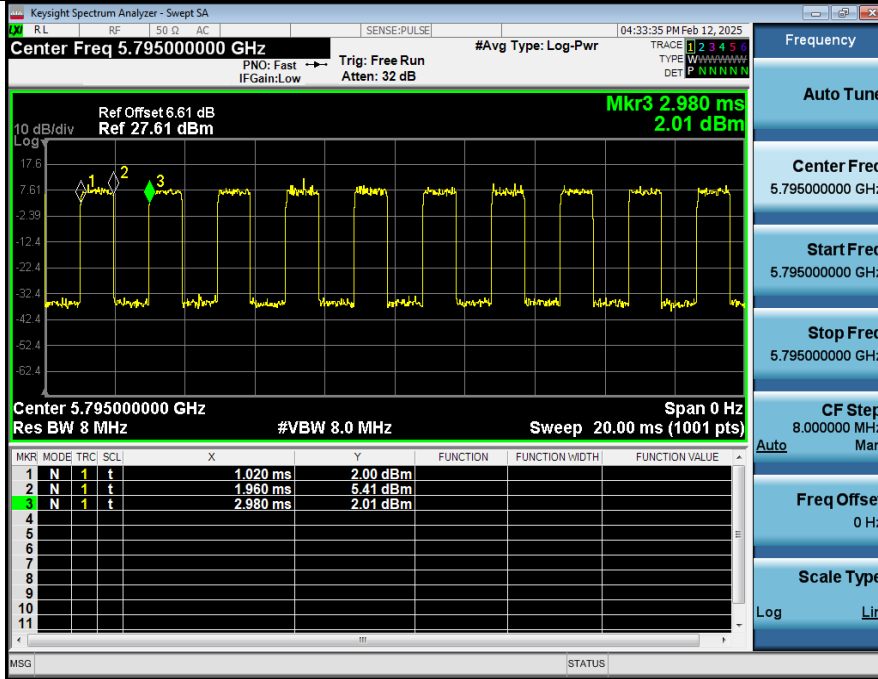 Keysight Spectrum Analyzer - Swept SA
LXI RL RF 50 Ω AC SENSE:PULSE 04:33:35 PM Feb 12, 2025
Center Freq 5.795000000 GHz
#Avg Type: Log-Pwr
TRACE 1 2 3 4 5 6
TYPE WWWWWWW
DET P N N N N N
PNO: Fast
IFGain:Low
Trig: Free Run
Atten: 32 dB
Mkr3 2.980 ms
2.01 dBm
Ref Offset 6.61 dB
10 dB/div Ref 27.61 dBm
Log
17.6
7.61
-2.39
-12.4
-22.4
-32.4
-42.4
-52.4
-62.4
1 2 3
Center 5.795000000 GHz Span 0 Hz
Res BW 8 MHz #VBW 8.0 MHz Sweep 20.00 ms (1001 pts)
MKR MODE TRC SCL X Y FUNCTION FUNCTION WIDTH FUNCTION VALUE
1 N 1 t 1.020 ms 2.00 dBm
2 N 1 t 1.960 ms 5.41 dBm
3 N 1 t 2.980 ms 2.01 dBm
4
5
6
7
8
9
10
11
MSG STATUS
Frequency
Auto Tune
Center Freq
5.795000000 GHz
Start Freq
5.795000000 GHz
Stop Freq
5.795000000 GHz
CF Step
8.000000 MHz
Auto Man
Freq Offset
0 Hz
Scale Type
Log Lin